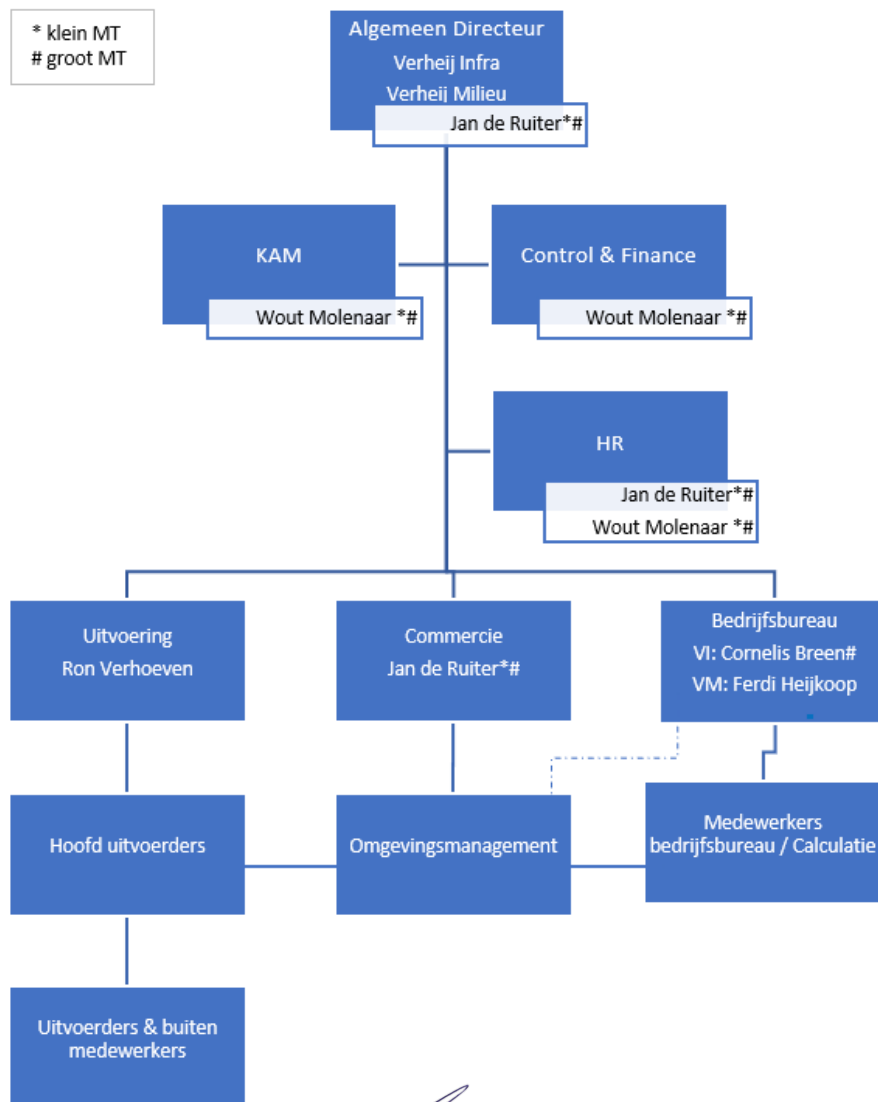 * klein MT
# groot MT
Algemeen Directeur
Verheij Infra
Verheij Milieu
Jan de Ruiter*#
KAM
Wout Molenaar *#
Control & Finance
Wout Molenaar *#
HR
Jan de Ruiter*#
Wout Molenaar *#
Uitvoering
Ron Verhoeven
Commercie
Jan de Ruiter*#
Bedrijfsbureau
VI: Cornelis Breen#
VM: Ferdi Heijkoop
Hoofd uitvoerders
Omgevingsmanagement
Medewerkers
bedrijfsbureau / Calculatie
Uitvoerders & buiten
medewerkers